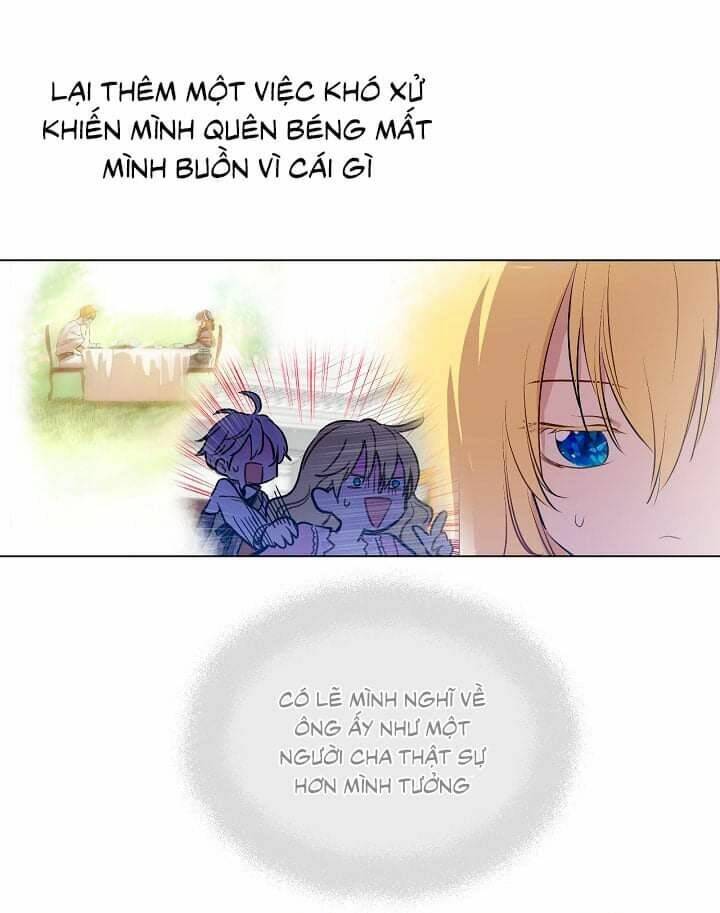 LẠI THÊM MỘT VIỆC KHÓ XỬ
KHIẾN MÌNH QUÊN BÉNG MẤT
MÌNH BUỒN VÌ CÁI GÌ
CÓ LẼ MÌNH NGHĨ VỀ
ÔNG ẤY NHƯ MỘT
NGƯỜI CHA THẬT SỰ
HƠN MÌNH TƯỞNG